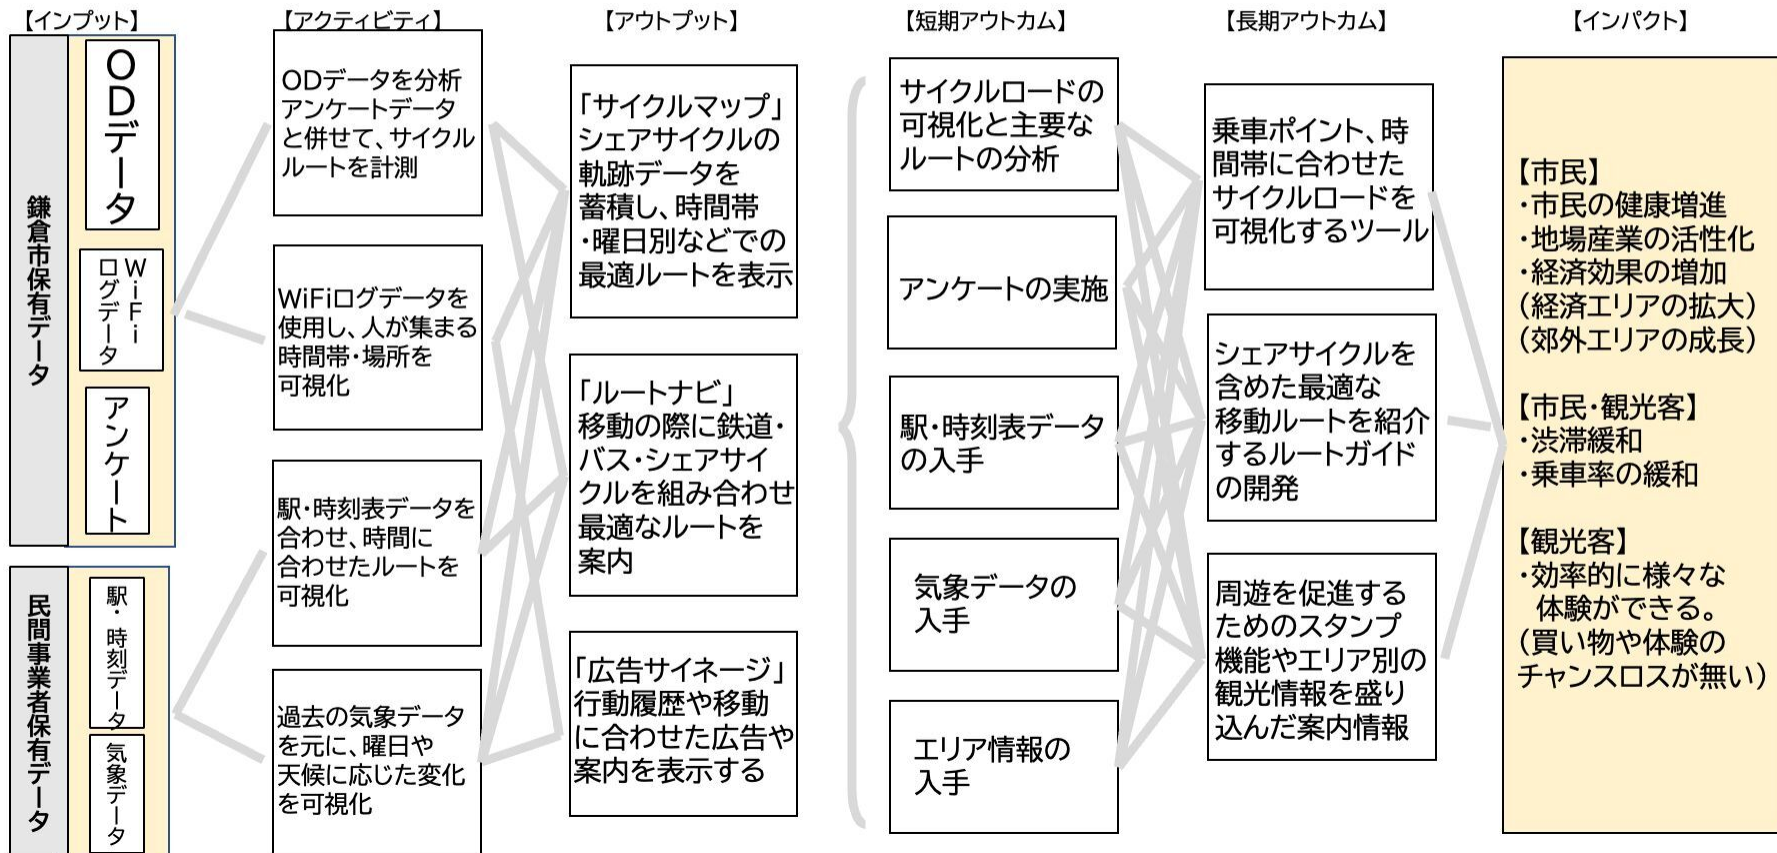 【インプット】
【アクティビティ】
【アウトプット】
【短期アウトカム】
【長期アウトカム】
【インパクト】
鎌倉市保有データ
ODデータ
WiFi
ログデータ
アンケート
民間事業者保有データ
駅・時刻データ
気象データ
ODデータを分析
アンケートデータ
と併せて、サイクル
ルートを計測
WiFiログデータを
使用し、人が集まる
時間帯・場所を
可視化
駅・時刻表データを
合わせ、時間に
合わせたルートを
可視化
過去の気象データ
を元に、曜日や
天候に応じた変化
を可視化
「サイクルマップ」
シェアサイクルの
軌跡データを
蓄積し、時間帯
・曜日別などでの
最適ルートを表示
「ルートナビ」
移動の際に鉄道・
バス・シェアサイ
クルを組み合わせ
最適なルートを
案内
「広告サイネージ」
行動履歴や移動
に合わせた広告や
案内を表示する
サイクルロードの
可視化と主要な
ルートの分析
アンケートの実施
駅・時刻表データ
の入手
気象データの
入手
エリア情報の
入手
乗車ポイント、時
間帯に合わせた
サイクルロードを
可視化するツール
シェアサイクルを
含めた最適な
移動ルートを紹介
するルートガイド
の開発
周遊を促進する
ためのスタンプ
機能やエリア別の
観光情報を盛り
込んだ案内情報
【市民】
・市民の健康増進
・地場産業の活性化
・経済効果の増加
(経済エリアの拡大)
(郊外エリアの成長)
【市民・観光客】
・渋滞緩和
・乗車率の緩和
【観光客】
・効率的に様々な
体験ができる。
(買い物や体験の
チャンスロスが無い)